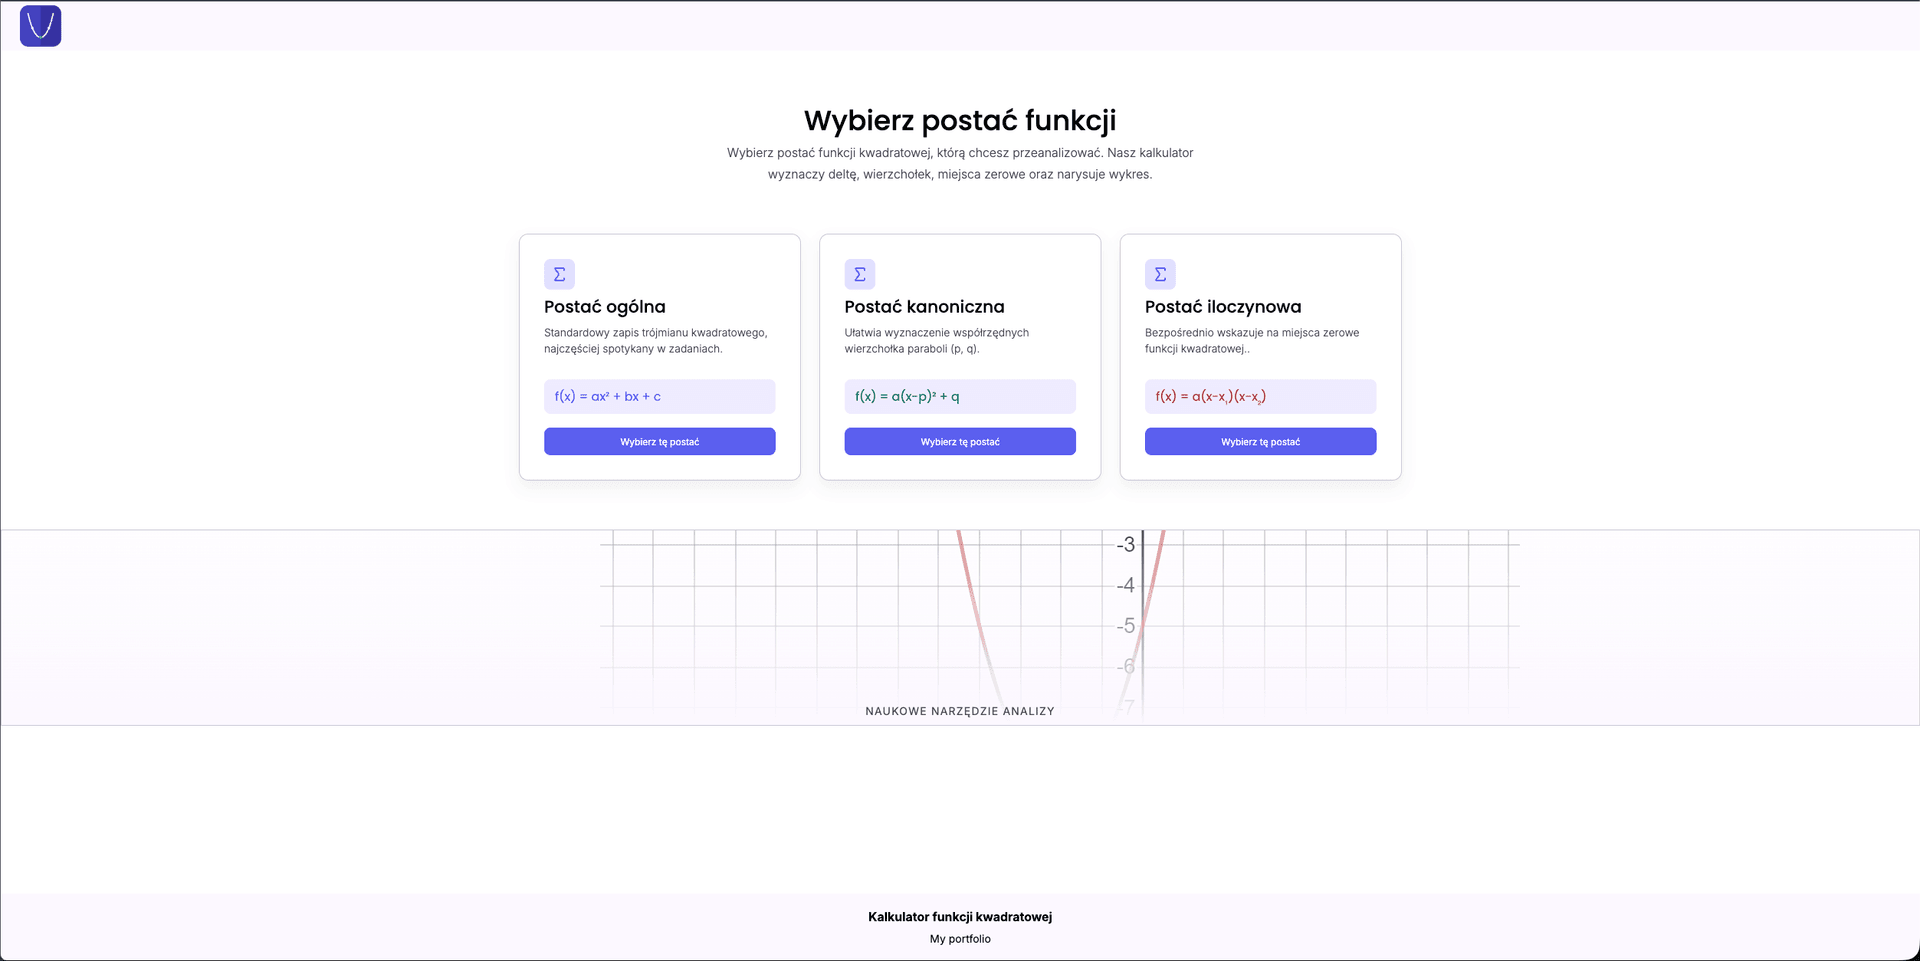 Wybierz postać funkcji
Wybierz postać funkcji kwadratowej, którą chcesz przeanalizować. Nasz kalkulator
wyznaczy deltę, wierzchołek, miejsca zerowe oraz narysuje wykres.
Σ
Postać ogólna
Standardowy zapis trójmianu kwadratowego,
najczęściej spotykany w zadaniach.
f(x) = ax² + bx + c
Wybierz tę postać
Σ
Postać kanoniczna
Ułatwia wyznaczenie współrzędnych
wierzchołka paraboli (p, q).
f(x) = a(x-p)² + q
Wybierz tę postać
Σ
Postać iloczynowa
Bezpośrednio wskazuje na miejsca zerowe
funkcji kwadratowej..
f(x) = a(x-x₁)(x-x₂)
Wybierz tę postać
-3
-4
-5
-6
-7
NAUKOWE NARZĘDZIE ANALIZY
Kalkulator funkcji kwadratowej
My portfolio